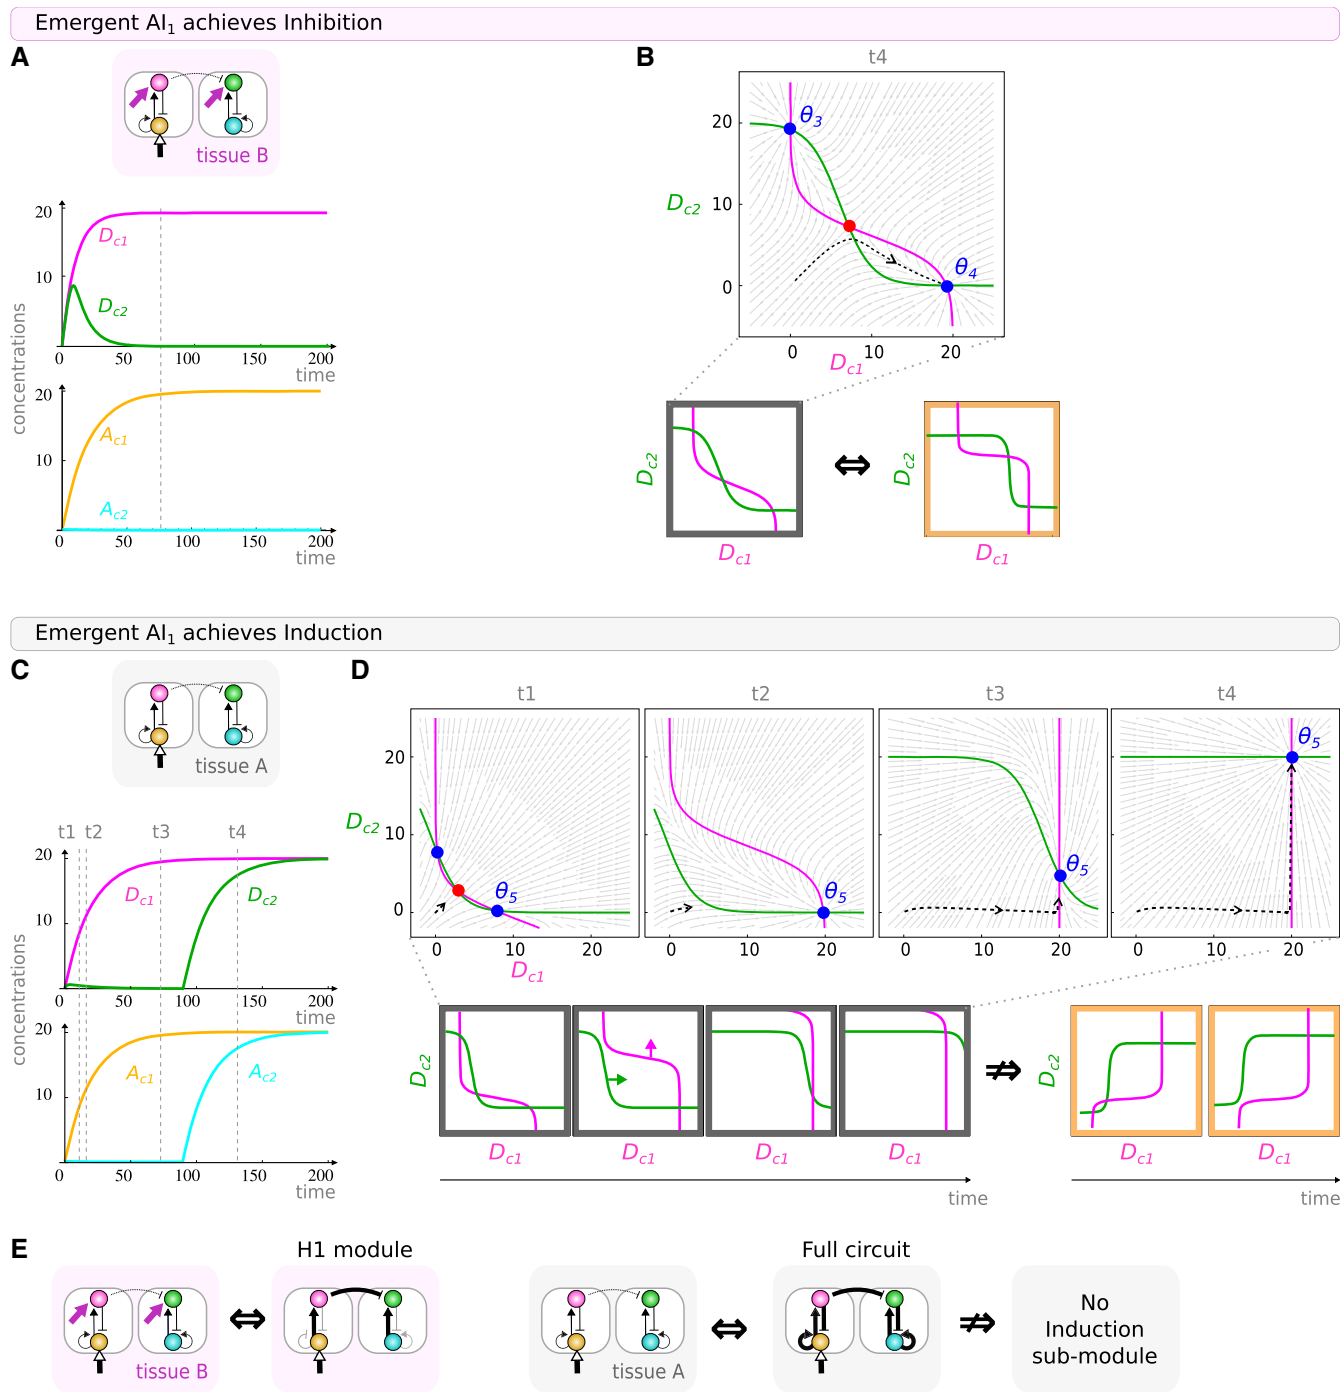 Emergent AI1 achieves Inhibition
A
tissue B
20
10
Dc1
Dc2
0 50 100 150 200
time
concentrations
20
10
Ac1
Ac2
0 50 100 150 200
time
B
t4
20
10
0
Dc2
θ3
θ4
0 10 20
Dc1
Dc2
Dc1
⇔
Dc2
Dc1
Emergent AI1 achieves Induction
C
tissue A
t1 t2 t3 t4
20
10
Dc1
Dc2
0 50 100 150 200
time
concentrations
20
10
Ac1
Ac2
0 50 100 150 200
time
D
t1 t2 t3 t4
Dc2
20
10
0
θ5
θ5
θ5
θ5
0 10 20
0 10 20
0 10 20
0 10 20
Dc1
Dc2
Dc1 Dc1 Dc1 Dc1
time
⇏
Dc2
Dc1 Dc1
time
E
H1 module
Full circuit
tissue B
⇔
tissue A
⇔
⇏
No
Induction
sub-module